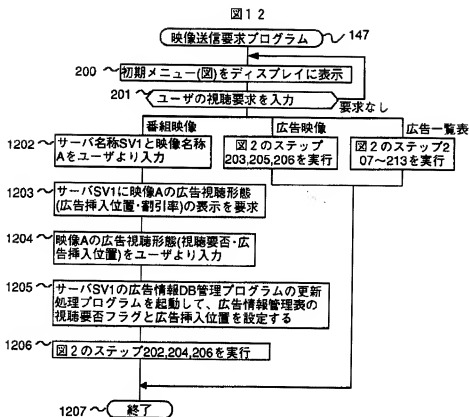 図12
映像送信要求プログラム
147
200
初期メニュー(図)をディスプレイに表示
201
ユーザの視聴要求を入力
要求なし
番組映像
広告映像
広告一覧表
1202
サーバ名称SV1と映像名称
Aをユーザより入力
図2のステップ
203,205,206を実行
図2のステップ2
07〜213を実行
1203
サーバSV1に映像Aの広告視聴形態
(広告挿入位置・割引率)の表示を要求
1204
映像Aの広告視聴形態(視聴要否・広
告挿入位置)をユーザより入力
1205
サーバSV1の広告情報DB管理プログラムの更新
処理プログラムを起動して、広告情報管理表の
視聴要否フラグと広告挿入位置を設定する
1206
図2のステップ202,204,206を実行
1207
終了